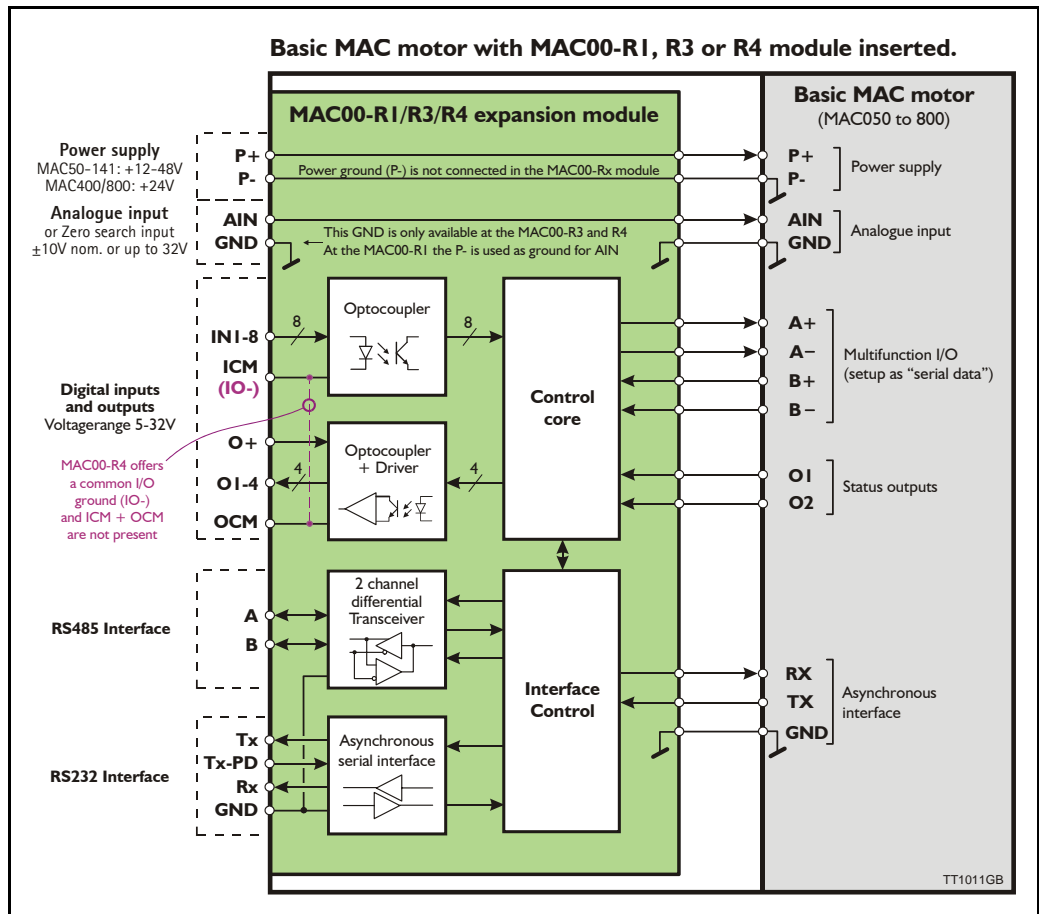 Basic MAC motor with MAC00-R1, R3 or R4 module inserted.
MAC00-R1/R3/R4 expansion module
Basic MAC motor
(MAC050 to 800)
Power supply
MAC50-141: +12-48V
MAC400/800: +24V
P+
P-
Power ground (P-) is not connected in the MAC00-Rx module
P+
P-
Power supply
Analogue input
or Zero search input
±10V nom. or up to 32V
AIN
GND
This GND is only available at the MAC00-R3 and R4
At the MAC00-R1 the P- is used as ground for AIN
AIN
GND
Analogue input
Digital inputs
and outputs
Voltagerange 5-32V
MAC00-R4 offers
a common I/O
ground (IO-)
and ICM + OCM
are not present
IN1-8
ICM
(IO-)
O+
O1-4
OCM
8
Optocoupler
8
4
Optocoupler
+ Driver
4
Control
core
A+
A−
B+
B−
Multifunction I/O
(setup as "serial data")
O1
O2
Status outputs
RS485 Interface
A
B
2 channel
differential
Transceiver
RS232 Interface
Tx
Tx-PD
Rx
GND
Asynchronous
serial interface
Interface
Control
RX
TX
GND
Asynchronous
interface
TT1011GB